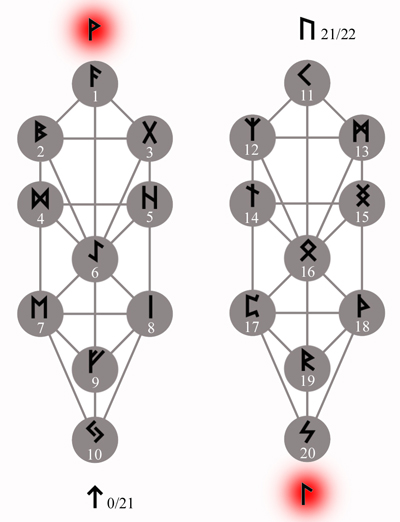 ᚹ
ᚨ
1
ᛒ ᚷ
2 3
ᛞ ᚺ
4 5
ᛇ
6
ᛖ ᛁ
7 8
ᚠ
9
ᛃ
10
ᛏ 0/21
ᚢ 21/22
ᚲ
11
ᛉ ᛗ
12 13
ᚾ ᛝ
14 15
ᛟ
16
ᛈ ᚦ
17 18
ᚱ
19
ᛋ
20
ᛚ